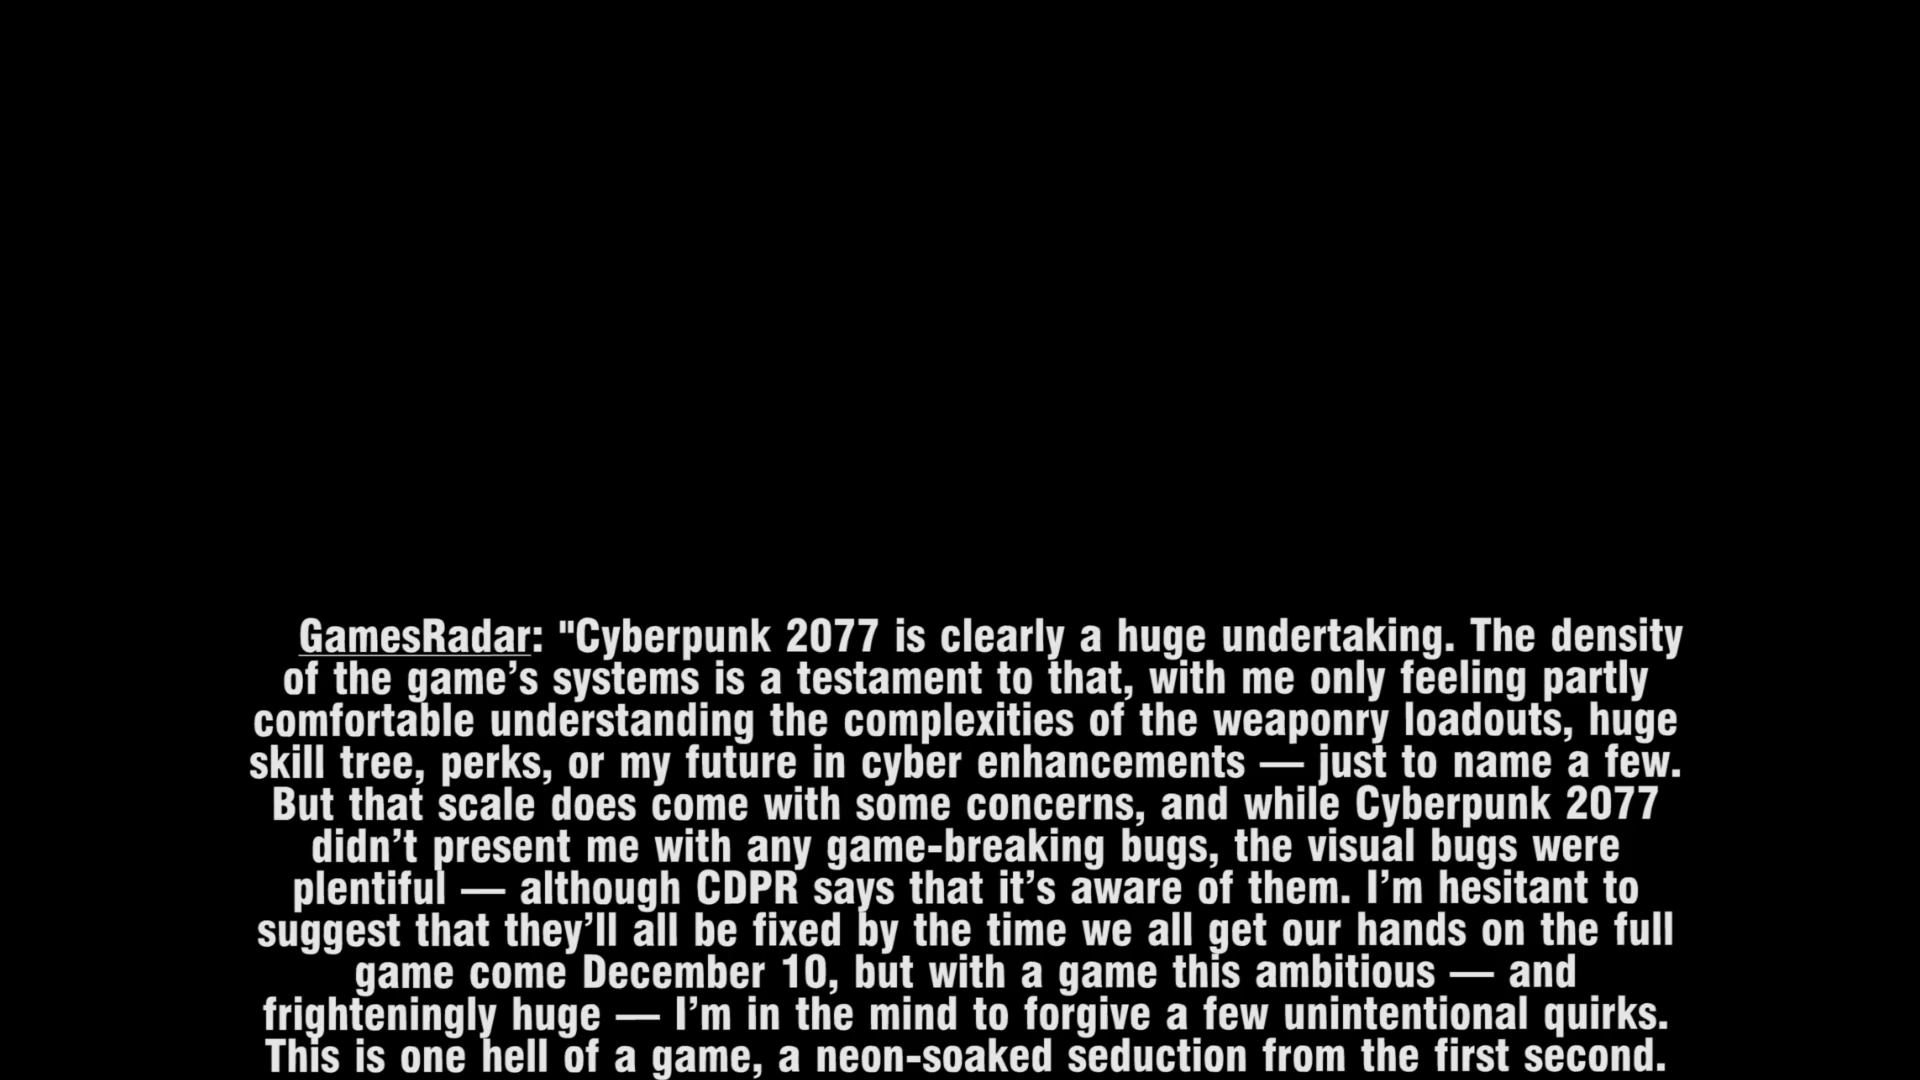 GamesRadar: "Cyberpunk 2077 is clearly a huge undertaking. The density
of the game’s systems is a testament to that, with me only feeling partly
comfortable understanding the complexities of the weaponry loadouts, huge
skill tree, perks, or my future in cyber enhancements — just to name a few.
But that scale does come with some concerns, and while Cyberpunk 2077
didn’t present me with any game-breaking bugs, the visual bugs were
plentiful — although CDPR says that it’s aware of them. I’m hesitant to
suggest that they’ll all be fixed by the time we all get our hands on the full
game come December 10, but with a game this ambitious — and
frighteningly huge — I’m in the mind to forgive a few unintentional quirks.
This is one hell of a game, a neon-soaked seduction from the first second.